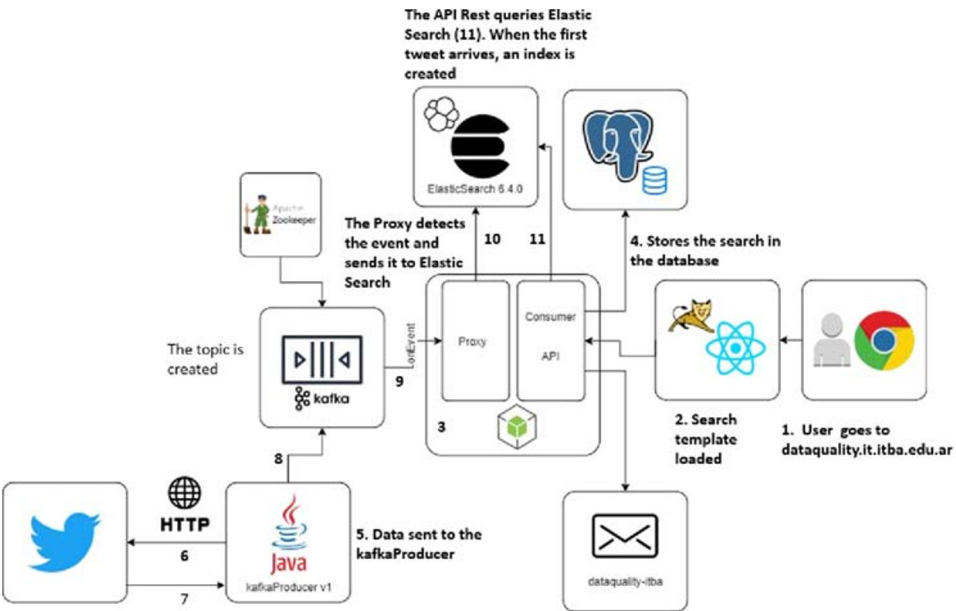 The API Rest queries Elastic
Search (11). When the first
tweet arrives, an index is
created
ElasticSearch 6.4.0
Apache
Zookeeper
The Proxy detects
the event and
sends it to Elastic
Search
10
11
4. Stores the search in
the database
The topic is
created
kafka
onEvent
9
Proxy
Consumer
API
3
2. Search
template
loaded
1. User goes to
dataquality.it.itba.edu.ar
8
HTTP
6
7
Java
kafkaProducer v1
5. Data sent to the
kafkaProducer
dataquality-itba